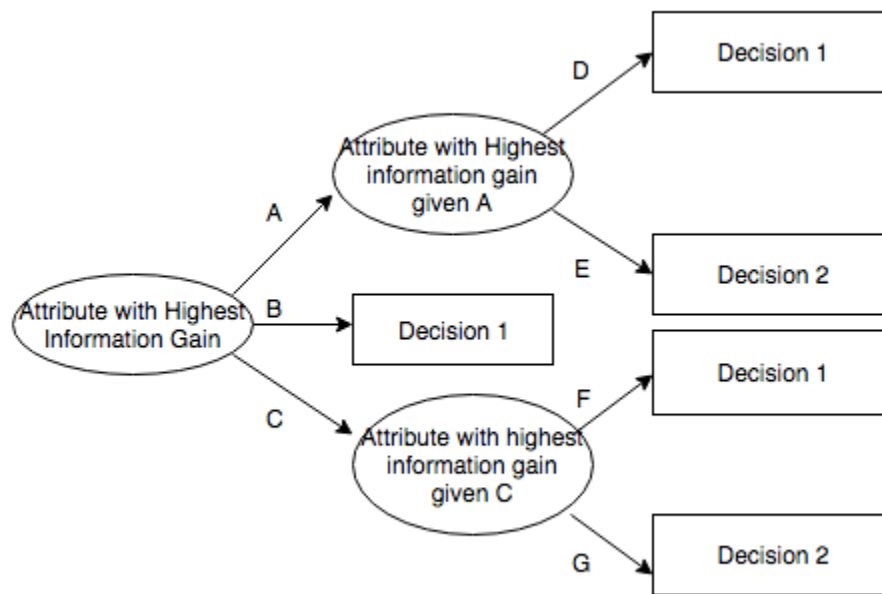 D
Decision 1
Attribute with Highest
information gain
given A
A
E
Decision 2
Attribute with Highest
Information Gain
B
Decision 1
C
F
Decision 1
Attribute with highest
information gain
given C
G
Decision 2